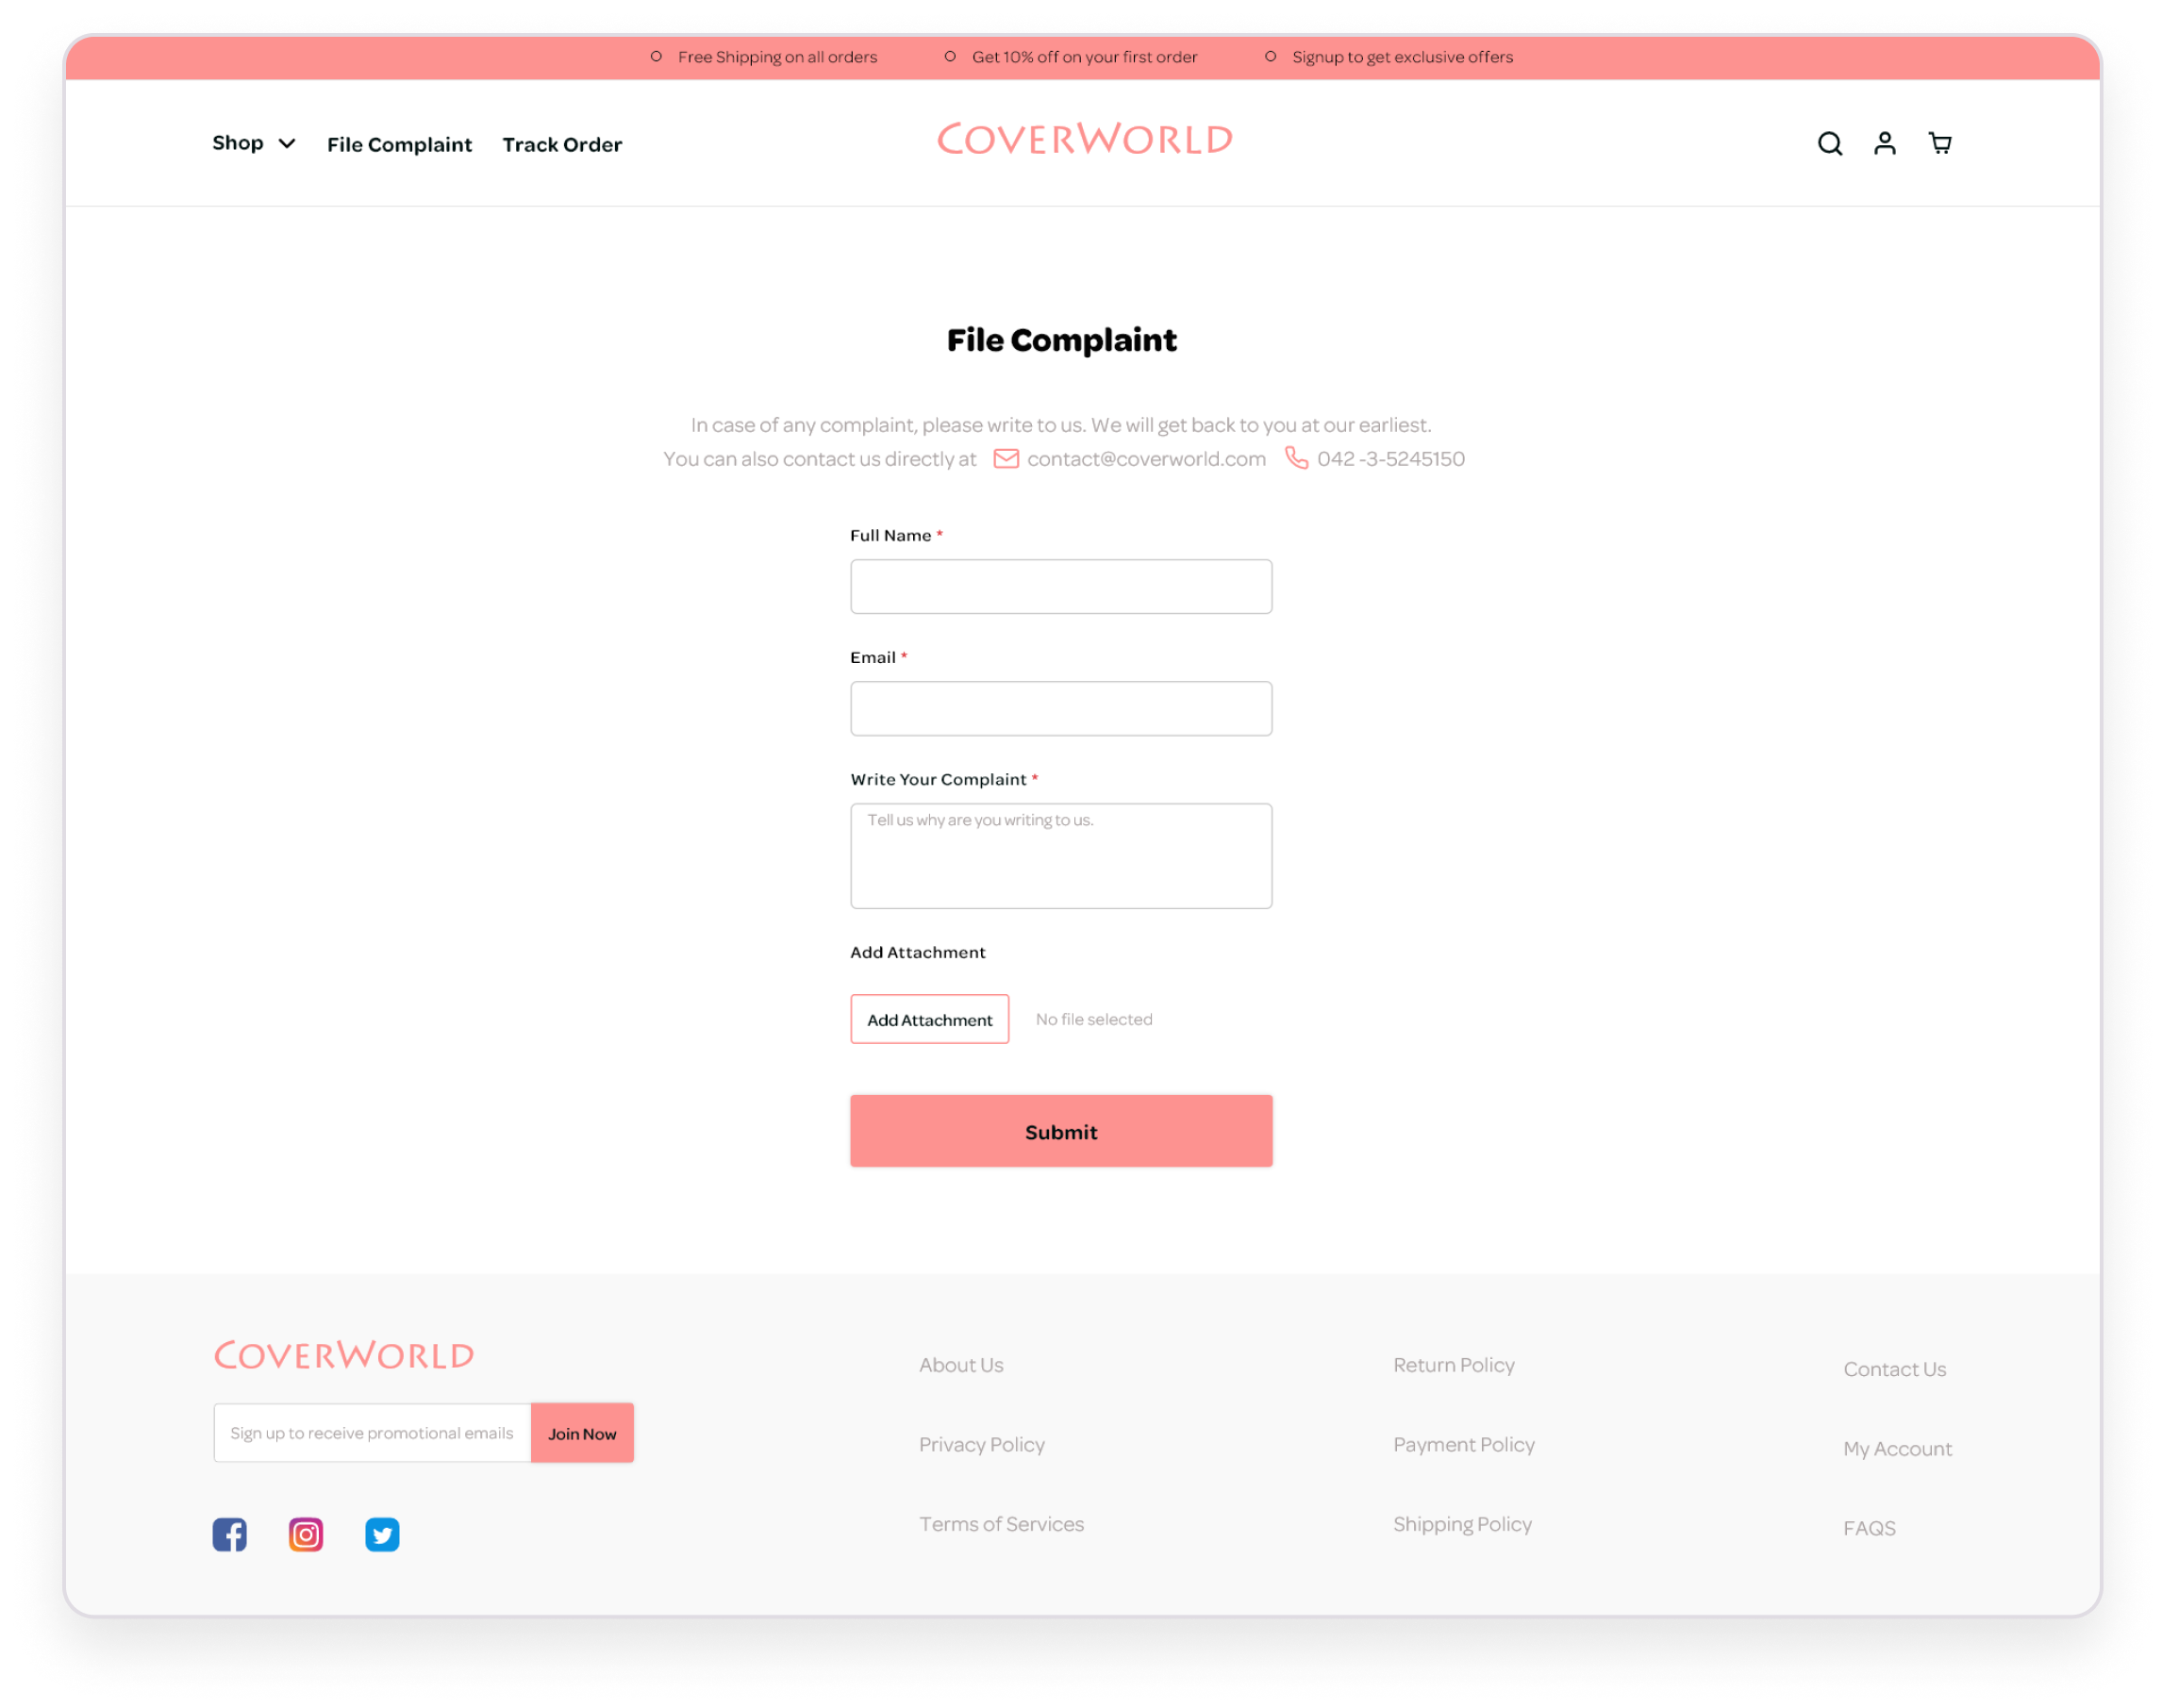 Free Shipping on all orders
Get 10% off on your first order
Signup to get exclusive offers
Shop
File Complaint
Track Order
COVERWORLD
File Complaint
In case of any complaint, please write to us. We will get back to you at our earliest.
You can also contact us directly at contact@coverworld.com 042 -3-5245150
Full Name *
Email *
Write Your Complaint *
Tell us why are you writing to us.
Add Attachment
Add Attachment
No file selected
Submit
COVERWORLD
Sign up to receive promotional emails
Join Now
About Us
Privacy Policy
Terms of Services
Return Policy
Payment Policy
Shipping Policy
Contact Us
My Account
FAQS